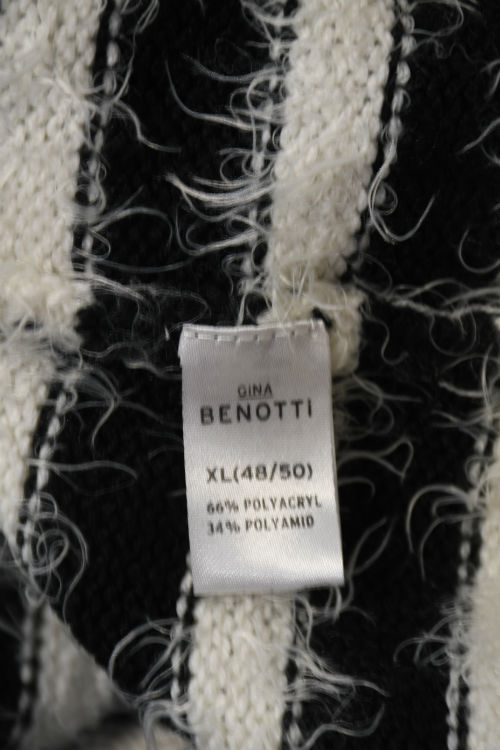 GINA
BENOTTI
XL(48/50)
66% POLYACRYL
34% POLYAMID